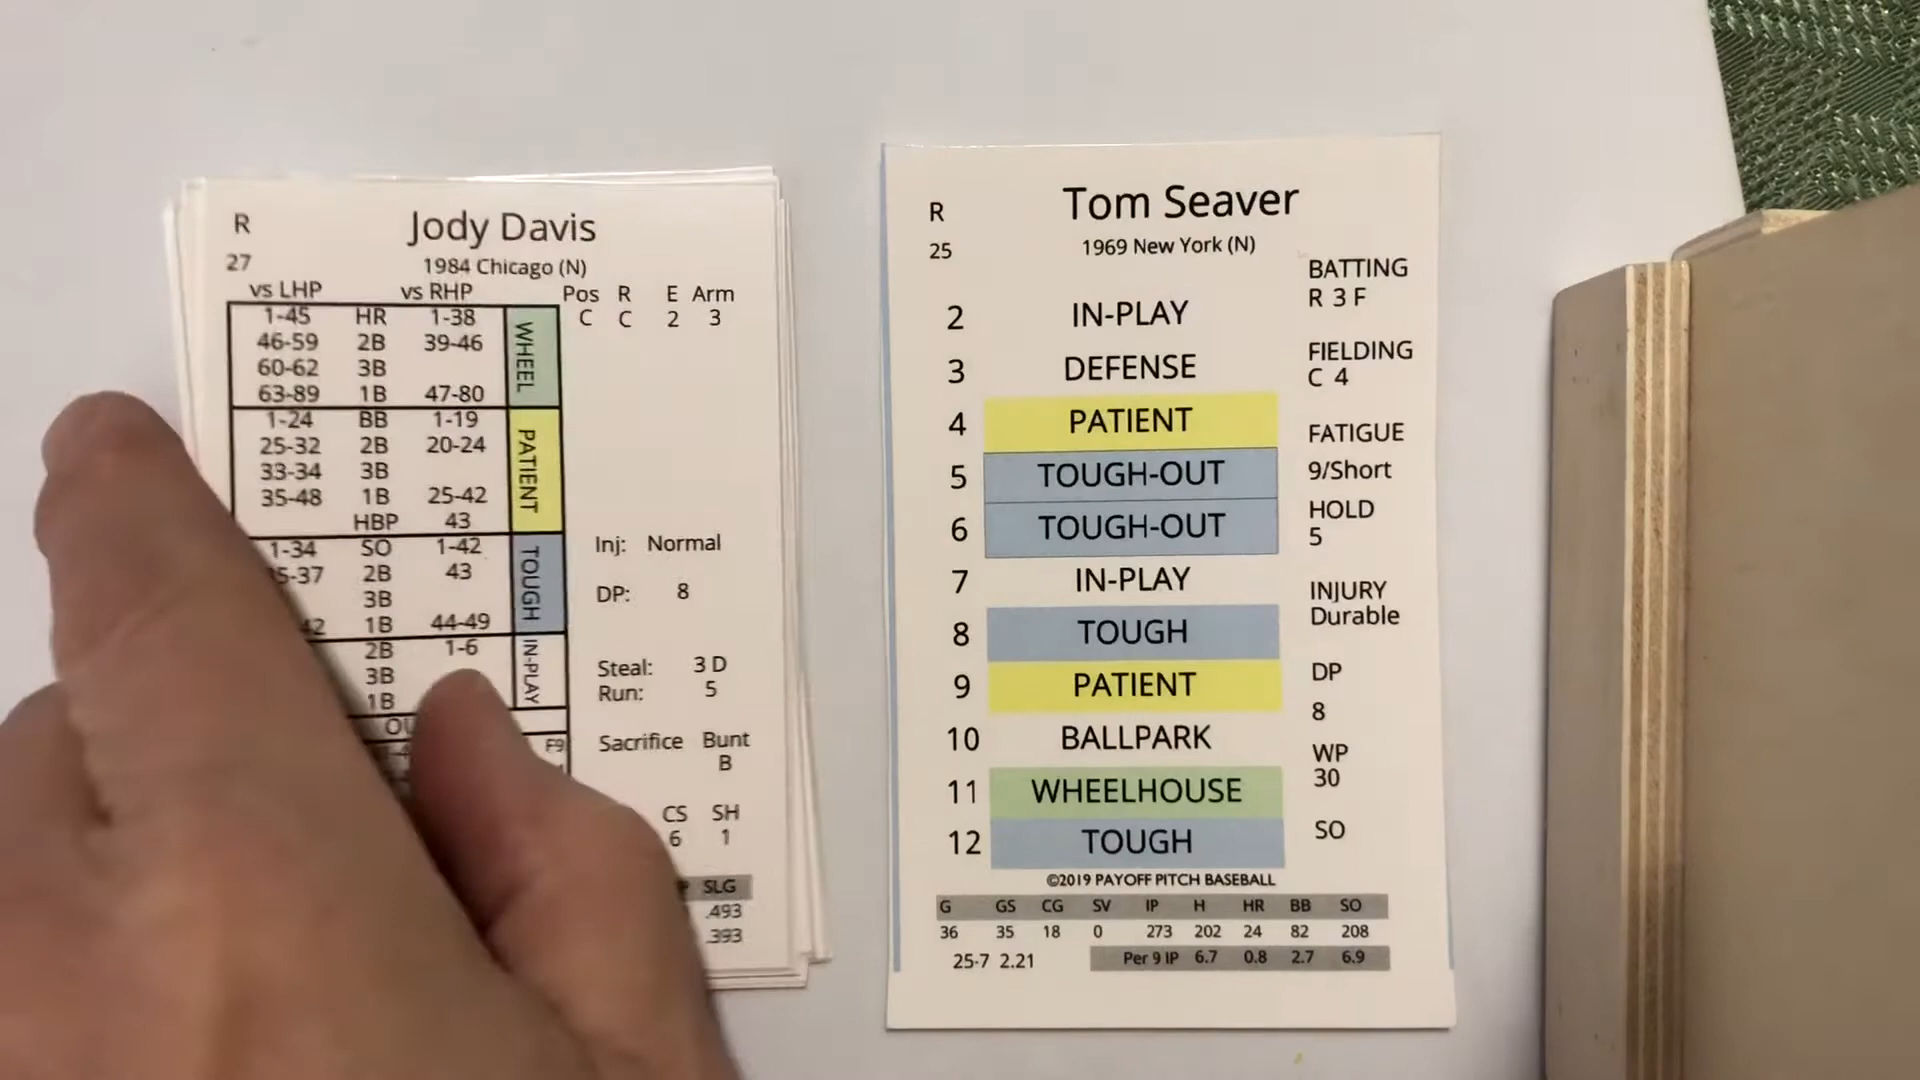 R Jody Davis
27 1984 Chicago (N)
vs LHP vs RHP Pos R E Arm
1-45 HR 1-38 C C 2 3
46-59 2B 39-46
60-62 3B
63-89 1B 47-80
WHEEL
1-24 BB 1-19
25-32 2B 20-24
33-34 3B
35-48 1B 25-42
HBP 43
PATIENT
1-34 SO 1-42
2B 43
3B
1B 44-49
TOUGH
2B 1-6
3B
1B
IN-PLAY
F9
Inj: Normal
DP: 8
Steal: 3 D
Run: 5
Sacrifice Bunt
B
CS SH
6 1
SLG
.493
.393
R Tom Seaver
25 1969 New York (N)
2 IN-PLAY
3 DEFENSE
4 PATIENT
5 TOUGH-OUT
6 TOUGH-OUT
7 IN-PLAY
8 TOUGH
9 PATIENT
10 BALLPARK
11 WHEELHOUSE
12 TOUGH
BATTING
R 3 F
FIELDING
C 4
FATIGUE
9/Short
HOLD
5
INJURY
Durable
DP
8
WP
30
SO
©2019 PAYOFF PITCH BASEBALL
G GS CG SV IP H HR BB SO
36 35 18 0 273 202 24 82 208
25-7 2.21 Per 9 IP 6.7 0.8 2.7 6.9